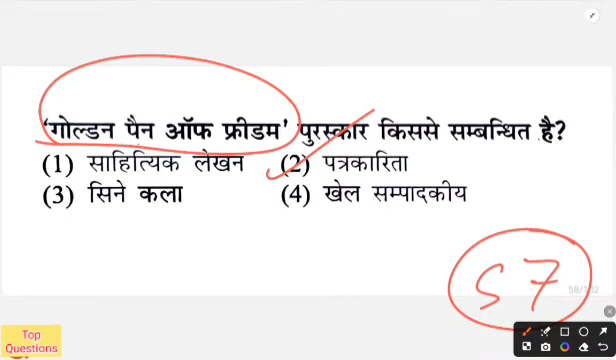 'गोल्डन पैन ऑफ फ्रीडम' पुरस्कार किससे सम्बन्धित है?
(1) साहित्यिक लेखन (2) पत्रकारिता
(3) सिने कला (4) खेल सम्पादकीय
57
58/102
Top
Questions